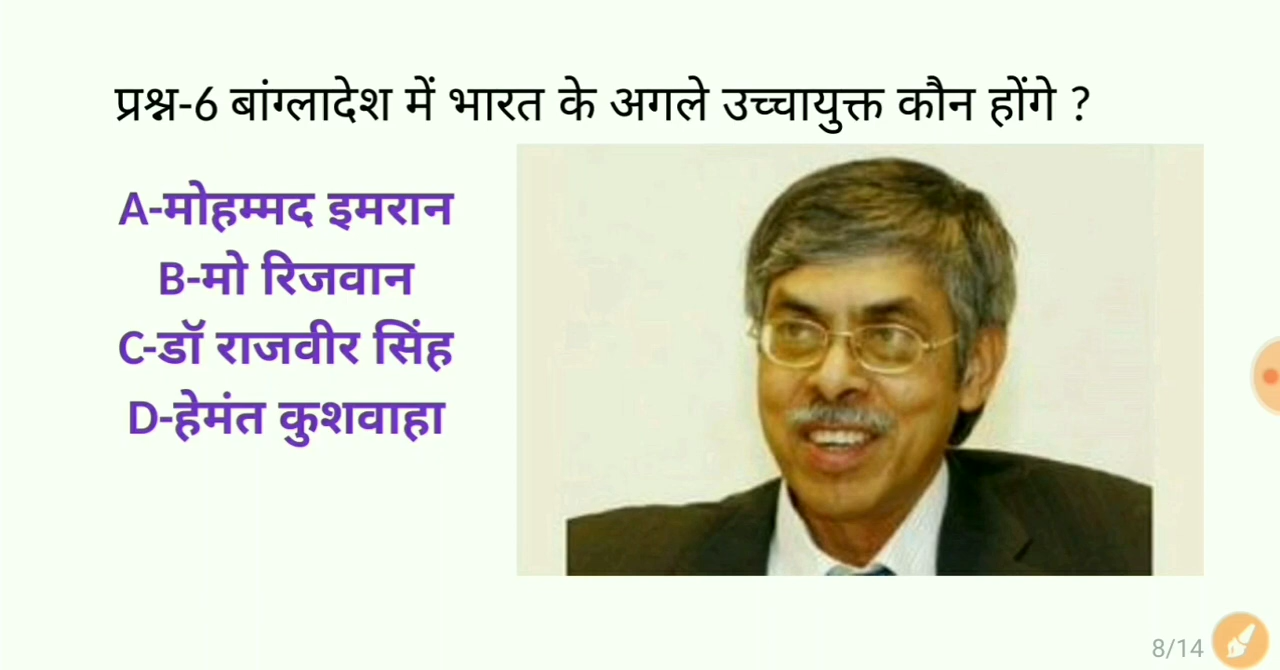 प्रश्न-6 बांग्लादेश में भारत के अगले उच्चायुक्त कौन होंगे ?
A-मोहम्मद इमरान
B-मो रिजवान
C-डॉ राजवीर सिंह
D-हेमंत कुशवाहा
8/14